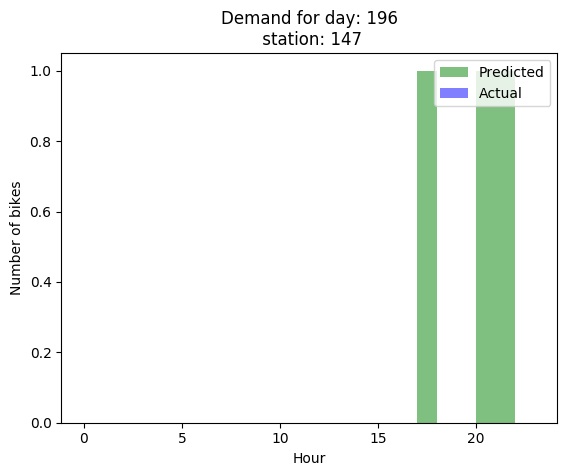 Demand for day: 196
station: 147
Predicted
Actual
Number of bikes
1.0
0.8
0.6
0.4
0.2
0.0
0 5 10 15 20
Hour